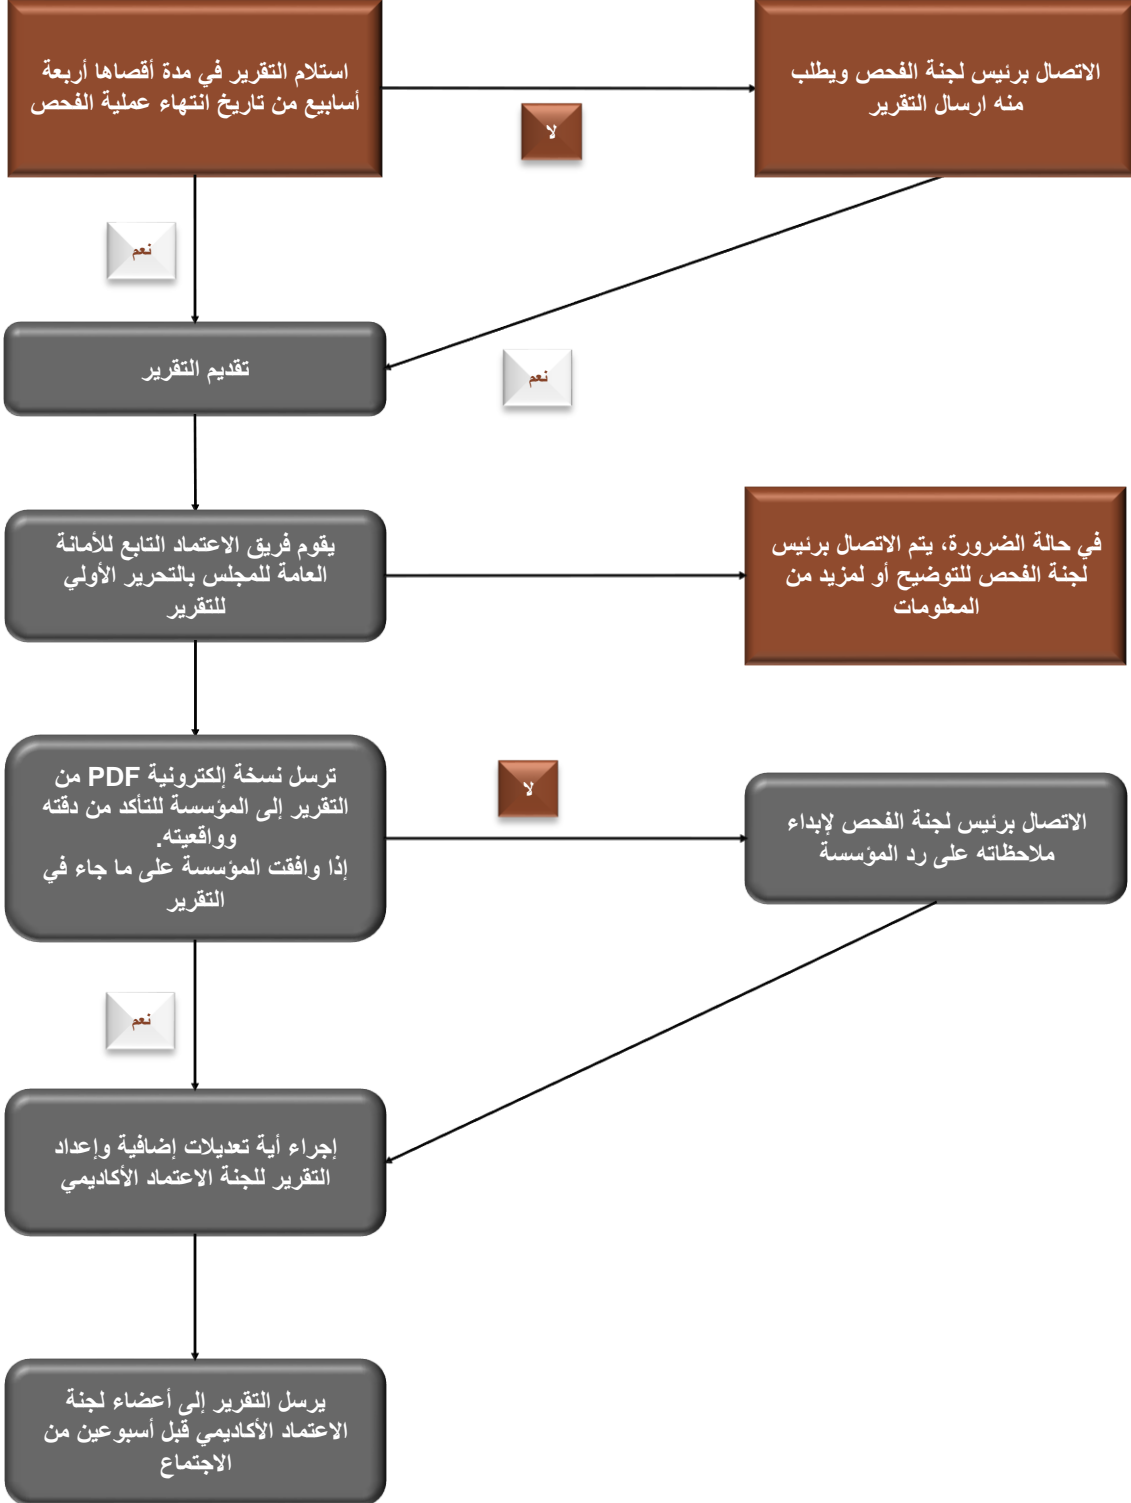 استلام التقرير في مدة أقصاها أربعة
أسابيع من تاريخ انتهاء عملية الفحص
الاتصال برئيس لجنة الفحص ويطلب
منه ارسال التقرير
لا
نعم
تقديم التقرير
نعم
يقوم فريق الاعتماد التابع للأمانة
العامة للمجلس بالتحرير الأولي
للتقرير
في حالة الضرورة، يتم الاتصال برئيس
لجنة الفحص للتوضيح أو لمزيد من
المعلومات
ترسل نسخة إلكترونية PDF من
التقرير إلى المؤسسة للتأكد من دقته
وواقعيته.
إذا وافقت المؤسسة على ما جاء في
التقرير
لا
الاتصال برئيس لجنة الفحص لإبداء
ملاحظاته على رد المؤسسة
نعم
إجراء أية تعديلات إضافية وإعداد
التقرير للجنة الاعتماد الأكاديمي
يرسل التقرير إلى أعضاء لجنة
الاعتماد الأكاديمي قبل أسبوعين من
الاجتماع